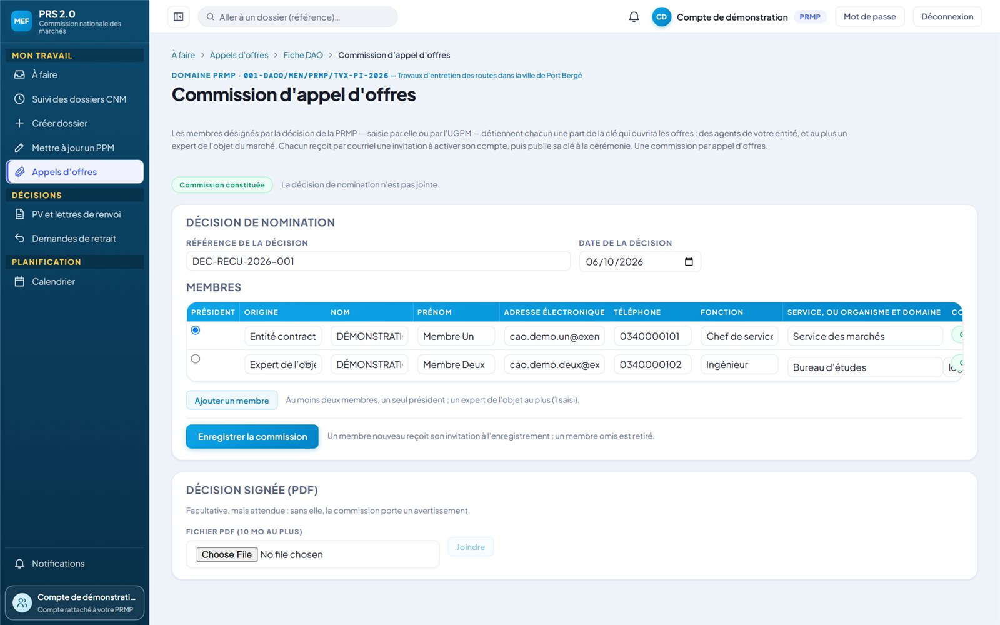 MEF
PRS 2.0
Commission nationale des
marchés
Aller à un dossier (référence)...
CD
Compte de démonstration
PRMP
Mot de passe
Déconnexion
MON TRAVAIL
À faire
Suivi des dossiers CNM
Créer dossier
Mettre à jour un PPM
Appels d'offres
DÉCISIONS
PV et lettres de renvoi
Demandes de retrait
PLANIFICATION
Calendrier
Notifications
Compte de démonstrati...
Compte rattaché à votre PRMP
À faire > Appels d'offres > Fiche DAO > Commission d'appel d'offres
DOMAINE PRMP · 001-DAOO/MEN/PRMP/TVX-PI-2026 — Travaux d'entretien des routes dans la ville de Port Bergé
Commission d'appel d'offres
Les membres désignés par la décision de la PRMP — saisie par elle ou par l'UGPM — détiennent chacun une part de la clé qui ouvrira les offres : des agents de votre entité, et au plus un
expert de l'objet du marché. Chacun reçoit par courriel une invitation à activer son compte, puis publie sa clé à la cérémonie. Une commission par appel d'offres.
Commission constituée
La décision de nomination n'est pas jointe.
DÉCISION DE NOMINATION
RÉFÉRENCE DE LA DÉCISION
DATE DE LA DÉCISION
DEC-RECU-2026-001
06/10/2026
MEMBRES
PRÉSIDENT ORIGINE NOM PRÉNOM ADRESSE ÉLECTRONIQUE TÉLÉPHONE FONCTION SERVICE, OU ORGANISME ET DOMAINE CO
Entité contract DÉMONSTRATI Membre Un cao.demo.un@exem 0340000101 Chef de service Service des marchés
Expert de l'obje DÉMONSTRATI Membre Deux cao.demo.deux@ex 0340000102 Ingénieur Bureau d'études
Ajouter un membre
Au moins deux membres, un seul président ; un expert de l'objet au plus (1 saisi).
Enregistrer la commission
Un membre nouveau reçoit son invitation à l'enregistrement ; un membre omis est retiré.
DÉCISION SIGNÉE (PDF)
Facultative, mais attendue : sans elle, la commission porte un avertissement.
FICHIER PDF (10 MO AU PLUS)
Choose File No file chosen
Joindre